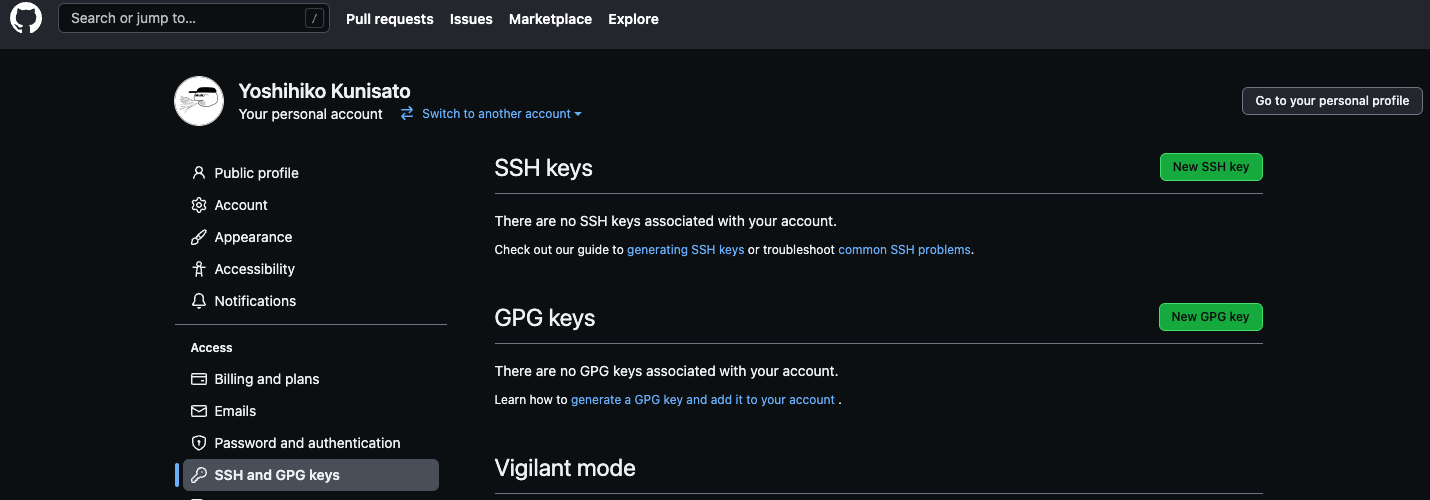 Search or jump to... /
Pull requests
Issues
Marketplace
Explore
Yoshihiko Kunisato
Your personal account
Switch to another account
Go to your personal profile
Public profile
Account
Appearance
Accessibility
Notifications
Access
Billing and plans
Emails
Password and authentication
SSH and GPG keys
SSH keys
New SSH key
There are no SSH keys associated with your account.
Check out our guide to generating SSH keys or troubleshoot common SSH problems.
GPG keys
New GPG key
There are no GPG keys associated with your account.
Learn how to generate a GPG key and add it to your account .
Vigilant mode